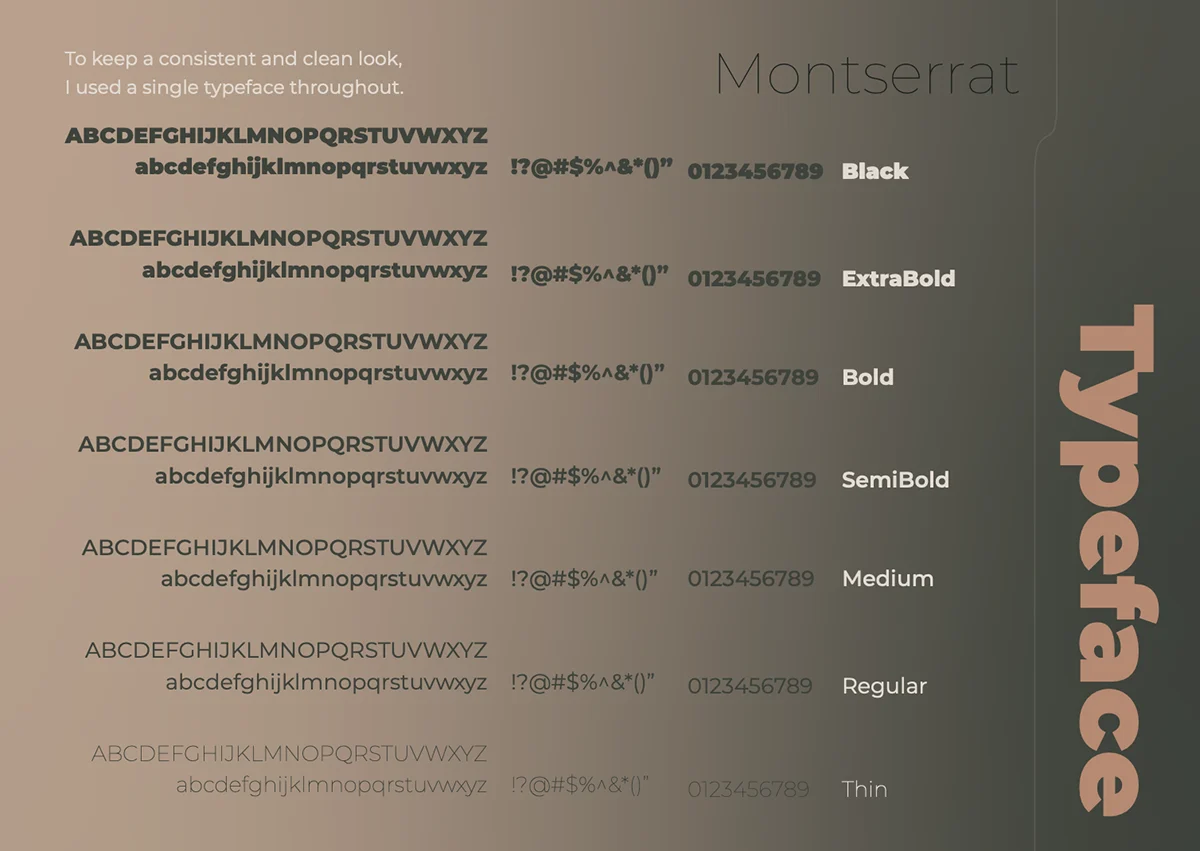 To keep a consistent and clean look,
I used a single typeface throughout.
Montserrat
ABCDEFGHIJKLMNOPQRSTUVWXYZ
abcdefghijklmnopqrstuvwxyz !?@#$%^&*()” 0123456789 Black
ABCDEFGHIJKLMNOPQRSTUVWXYZ
abcdefghijklmnopqrstuvwxyz !?@#$%^&*()” 0123456789 ExtraBold
ABCDEFGHIJKLMNOPQRSTUVWXYZ
abcdefghijklmnopqrstuvwxyz !?@#$%^&*()” 0123456789 Bold
ABCDEFGHIJKLMNOPQRSTUVWXYZ
abcdefghijklmnopqrstuvwxyz !?@#$%^&*()” 0123456789 SemiBold
ABCDEFGHIJKLMNOPQRSTUVWXYZ
abcdefghijklmnopqrstuvwxyz !?@#$%^&*()” 0123456789 Medium
ABCDEFGHIJKLMNOPQRSTUVWXYZ
abcdefghijklmnopqrstuvwxyz !?@#$%^&*()” 0123456789 Regular
ABCDEFGHIJKLMNOPQRSTUVWXYZ
abcdefghijklmnopqrstuvwxyz !?@#$%^&*()” 0123456789 Thin
Typeface